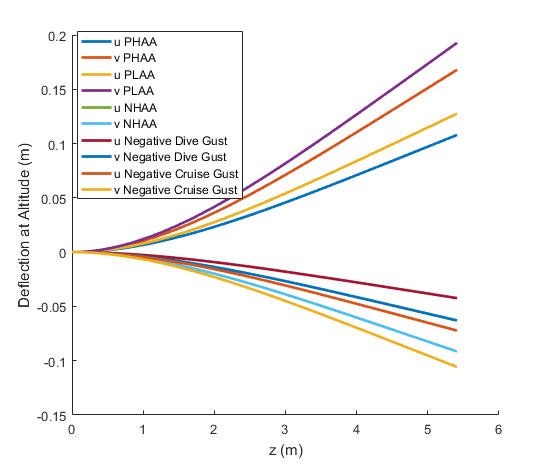 0.2
0.15
0.1
0.05
0
-0.05
-0.1
-0.15
Deflection at Altitude (m)
u PHAA
v PHAA
u PLAA
v PLAA
u NHAA
v NHAA
u Negative Dive Gust
v Negative Dive Gust
u Negative Cruise Gust
v Negative Cruise Gust
0 1 2 3 4 5 6
z (m)